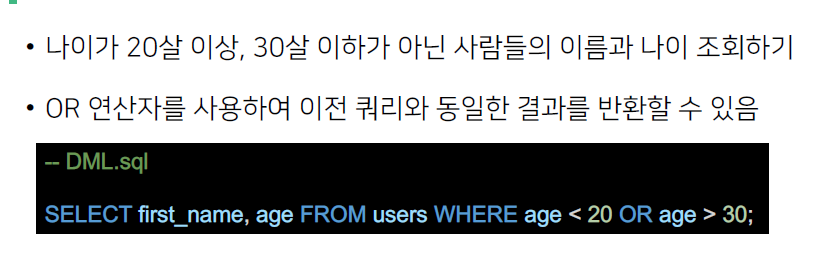 • 나이가 20살 이상, 30살 이하가 아닌 사람들의 이름과 나이 조회하기
• OR 연산자를 사용하여 이전 쿼리와 동일한 결과를 반환할 수 있음
-- DML.sql
SELECT first_name, age FROM users WHERE age < 20 OR age > 30;